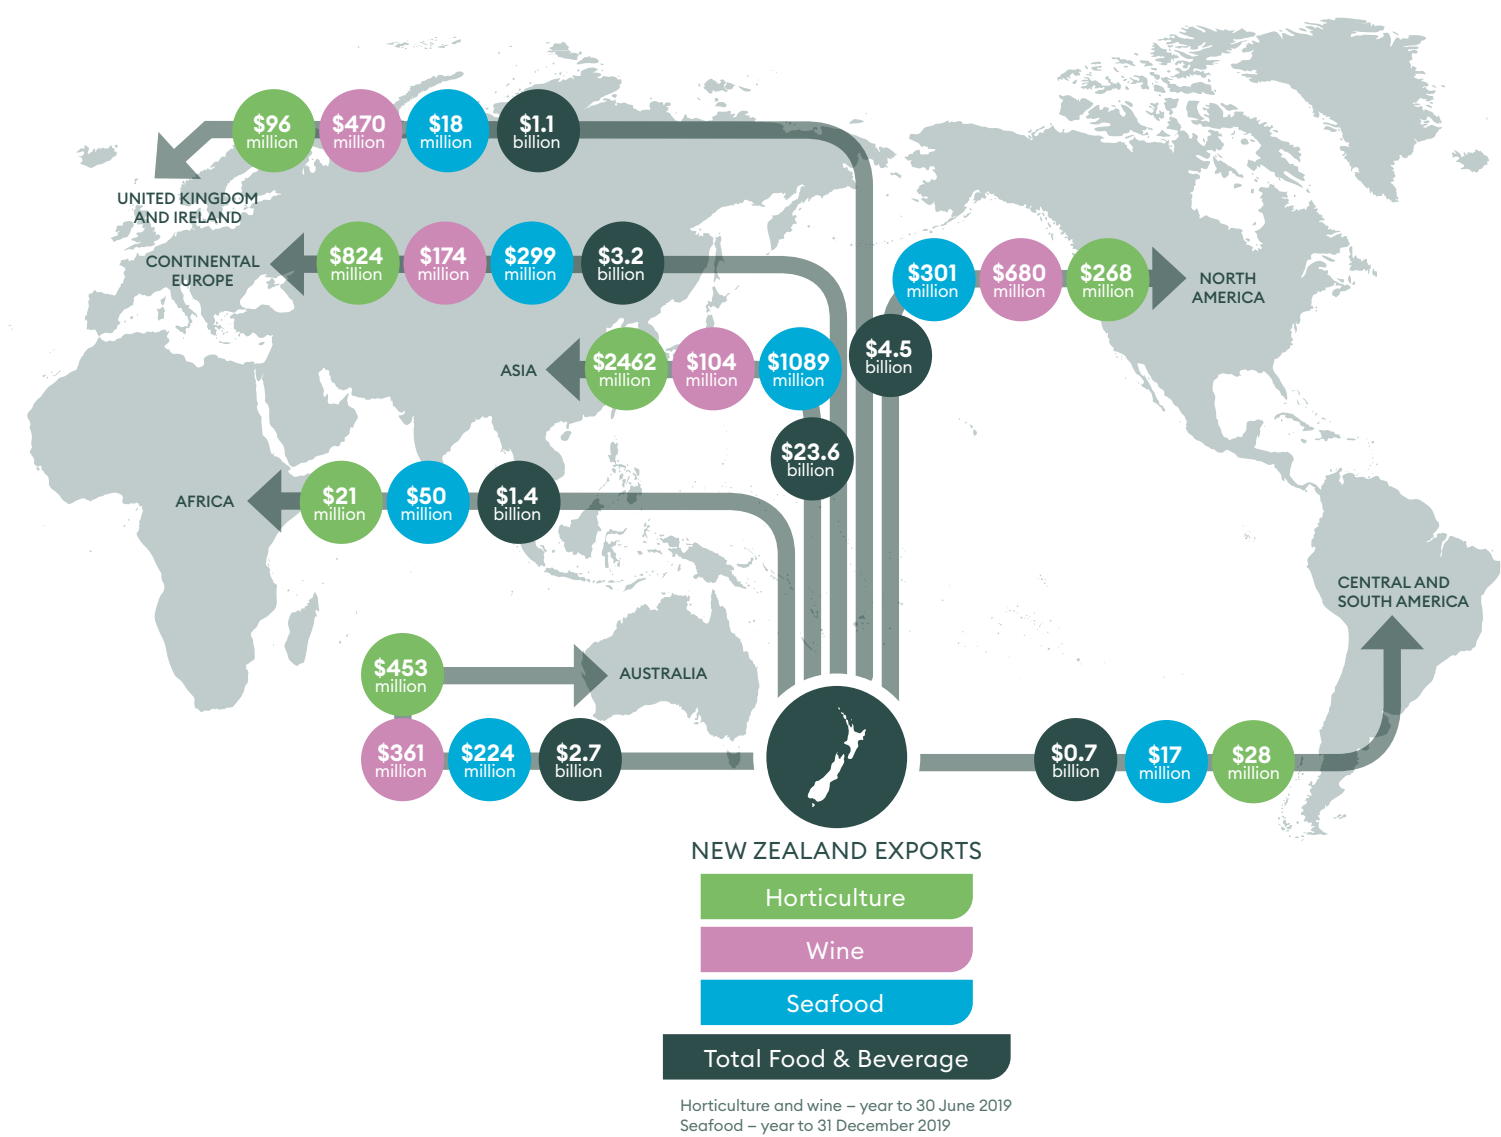 $96
million
$470
million
$18
million
$1.1
billion
UNITED KINGDOM
AND IRELAND
CONTINENTAL
EUROPE
$824
million
$174
million
$299
million
$3.2
billion
$301
million
$680
million
$268
million
NORTH
AMERICA
$4.5
billion
ASIA
$2462
million
$104
million
$1089
million
$23.6
billion
AFRICA
$21
million
$50
million
$1.4
billion
CENTRAL AND
SOUTH AMERICA
$453
million
AUSTRALIA
$361
million
$224
million
$2.7
billion
$0.7
billion
$17
million
$28
million
NEW ZEALAND EXPORTS
Horticulture
Wine
Seafood
Total Food & Beverage
Horticulture and wine – year to 30 June 2019
Seafood – year to 31 December 2019